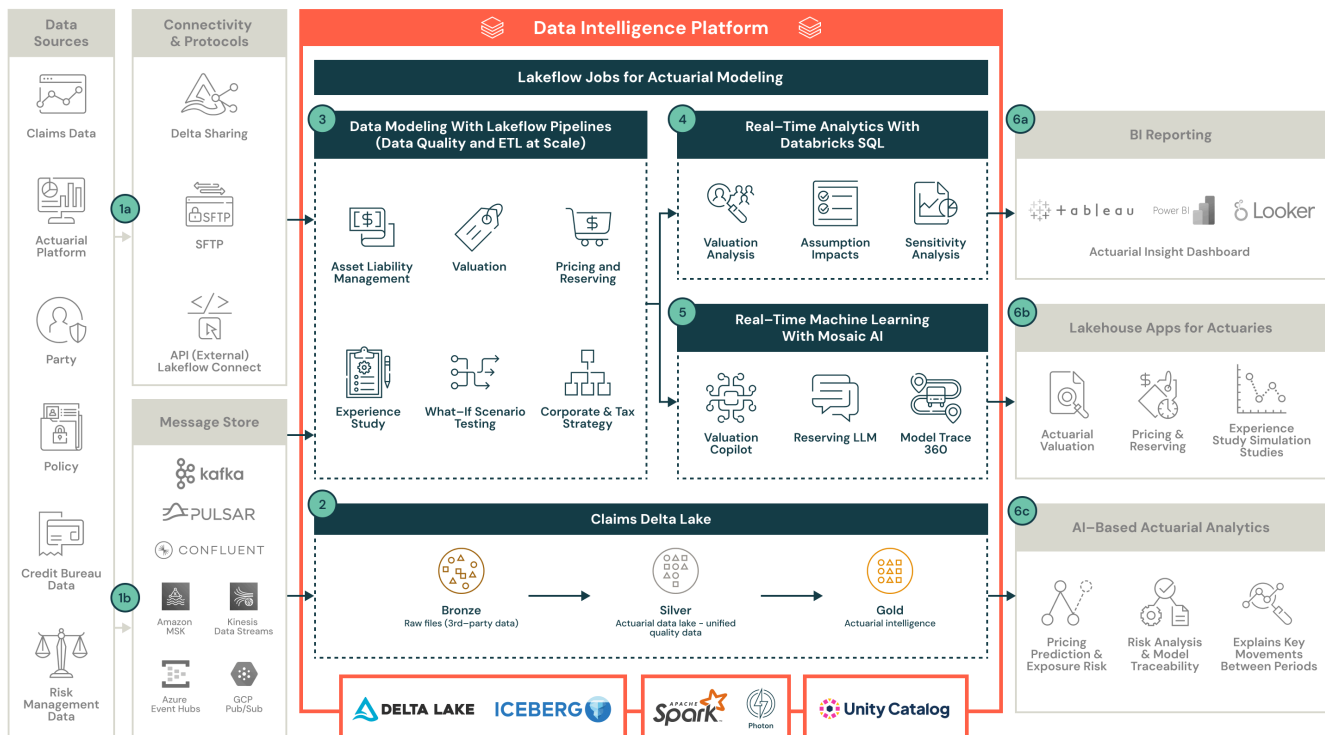 Data
Sources
Claims Data
Actuarial
Platform
Party
Policy
Credit Bureau
Data
Risk
Management
Data
1a
1b
Connectivity
& Protocols
Delta Sharing
SFTP
SFTP
API (External)
Lakeflow Connect
Message Store
kafka
PULSAR
CONFLUENT
Amazon
MSK
Kinesis
Data Streams
Azure
Event Hubs
GCP
Pub/Sub
Data Intelligence Platform
Lakeflow Jobs for Actuarial Modeling
3
Data Modeling With Lakeflow Pipelines
(Data Quality and ETL at Scale)
[$]
Asset Liability
Management
Valuation
$
Pricing and
Reserving
Experience
Study
What–If Scenario
Testing
Corporate & Tax
Strategy
4
Real–Time Analytics With
Databricks SQL
Valuation
Analysis
Assumption
Impacts
Sensitivity
Analysis
5
Real–Time Machine Learning
With Mosaic AI
Valuation
Copilot
Reserving LLM
Model Trace
360
2
Claims Delta Lake
Bronze
Raw files (3rd–party data)
Silver
Actuarial data lake - unified
quality data
Gold
Actuarial intelligence
DELTA LAKE
ICEBERG
APACHE
Spark
Photon
Unity Catalog
6a
BI Reporting
+ableau
Power BI
Looker
Actuarial Insight Dashboard
6b
Lakehouse Apps for Actuaries
Actuarial
Valuation
$
Pricing &
Reserving
Experience
Study Simulation
Studies
6c
AI–Based Actuarial Analytics
Pricing
Prediction &
Exposure Risk
Risk Analysis
& Model
Traceability
Explains Key
Movements
Between Periods